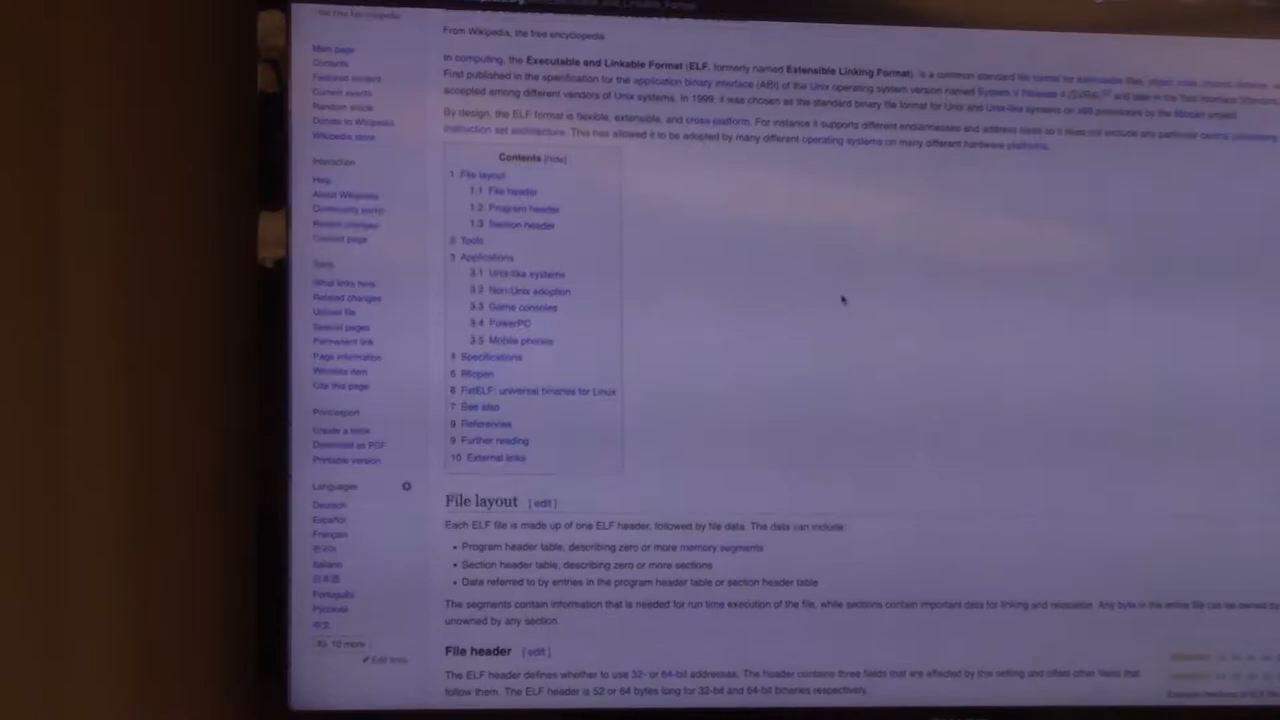 the free encyclopedia
Main page
Contents
Featured content
Current events
Random article
Donate to Wikipedia
Wikipedia store
Interaction
Help
About Wikipedia
Community portal
Recent changes
Contact page
Tools
What links here
Related changes
Upload file
Special pages
Permanent link
Page information
Wikidata item
Cite this page
Print/export
Create a book
Download as PDF
Printable version
Languages
Deutsch
Español
Français
한국어
Italiano
日本語
Português
Русский
中文
10 more
Edit links
From Wikipedia, the free encyclopedia
In computing, the Executable and Linkable Format (ELF, formerly named Extensible Linking Format), is a common standard file format for executable files, object code,
First published in the specification for the application binary interface (ABI) of the Unix operating system version named System V Release 4 (SVR4), and later in the Tool Interface Standard,
accepted among different vendors of Unix systems. In 1999, it was chosen as the standard binary file format for Unix and Unix-like systems on x86 processors by the 86open project.
By design, the ELF format is flexible, extensible, and cross-platform. For instance it supports different endiannesses and address sizes so it does not exclude any particular central processing
instruction set architecture. This has allowed it to be adopted by many different operating systems on many different hardware platforms.
Contents [hide]
1 File layout
1.1 File header
1.2 Program header
1.3 Section header
2 Tools
3 Applications
3.1 Unix-like systems
3.2 Non-Unix adoption
3.3 Game consoles
3.4 PowerPC
3.5 Mobile phones
4 Specifications
5 86open
6 FatELF: universal binaries for Linux
7 See also
8 References
9 Further reading
10 External links
File layout [edit]
Each ELF file is made up of one ELF header, followed by file data. The data can include:
• Program header table, describing zero or more memory segments
• Section header table, describing zero or more sections
• Data referred to by entries in the program header table or section header table
The segments contain information that is needed for run time execution of the file, while sections contain important data for linking and relocation. Any byte in the entire file can be owned by
unowned by any section.
File header [edit]
The ELF header defines whether to use 32- or 64-bit addresses. The header contains three fields that are affected by this setting and offset other fields that
follow them. The ELF header is 52 or 64 bytes long for 32-bit and 64-bit binaries respectively.